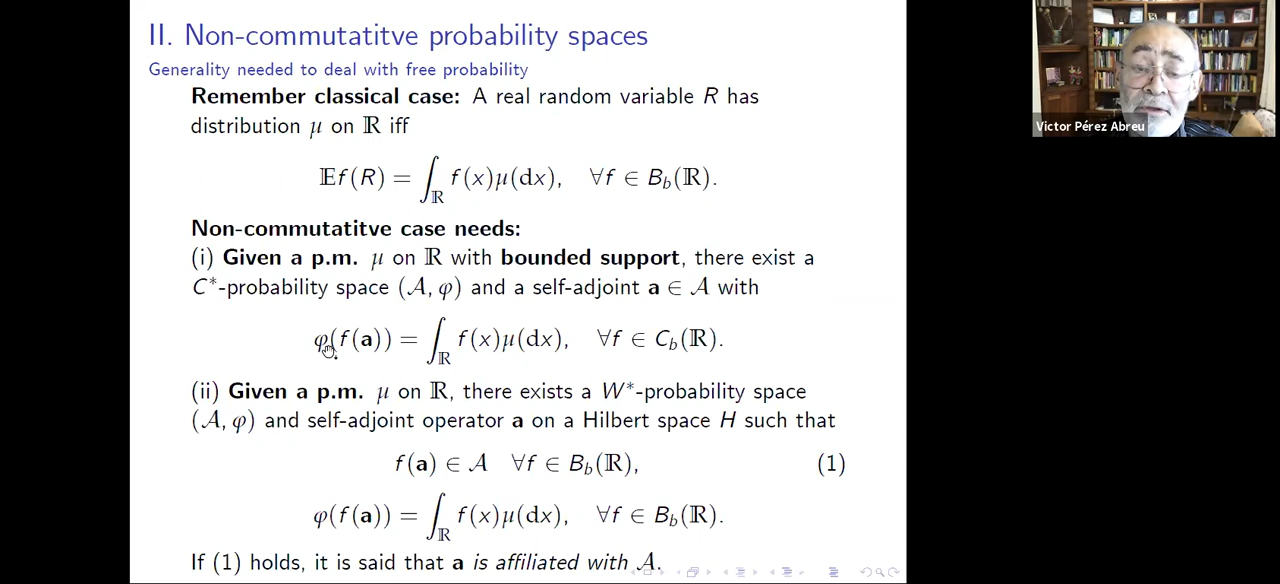 II. Non-commutatitve probability spaces
Generality needed to deal with free probability
Remember classical case: A real random variable R has
distribution μ on ℝ iff
𝔼f(R) = ∫_ℝ f(x)μ(dx), ∀f ∈ B_b(ℝ).
Non-commutatitve case needs:
(i) Given a p.m. μ on ℝ with bounded support, there exist a
C*-probability space (𝒜, φ) and a self-adjoint a ∈ 𝒜 with
φ(f(a)) = ∫_ℝ f(x)μ(dx), ∀f ∈ C_b(ℝ).
(ii) Given a p.m. μ on ℝ, there exists a W*-probability space
(𝒜, φ) and self-adjoint operator a on a Hilbert space H such that
f(a) ∈ 𝒜 ∀f ∈ B_b(ℝ), (1)
φ(f(a)) = ∫_ℝ f(x)μ(dx), ∀f ∈ B_b(ℝ).
If (1) holds, it is said that a is affiliated with 𝒜.
Victor Pérez Abreu